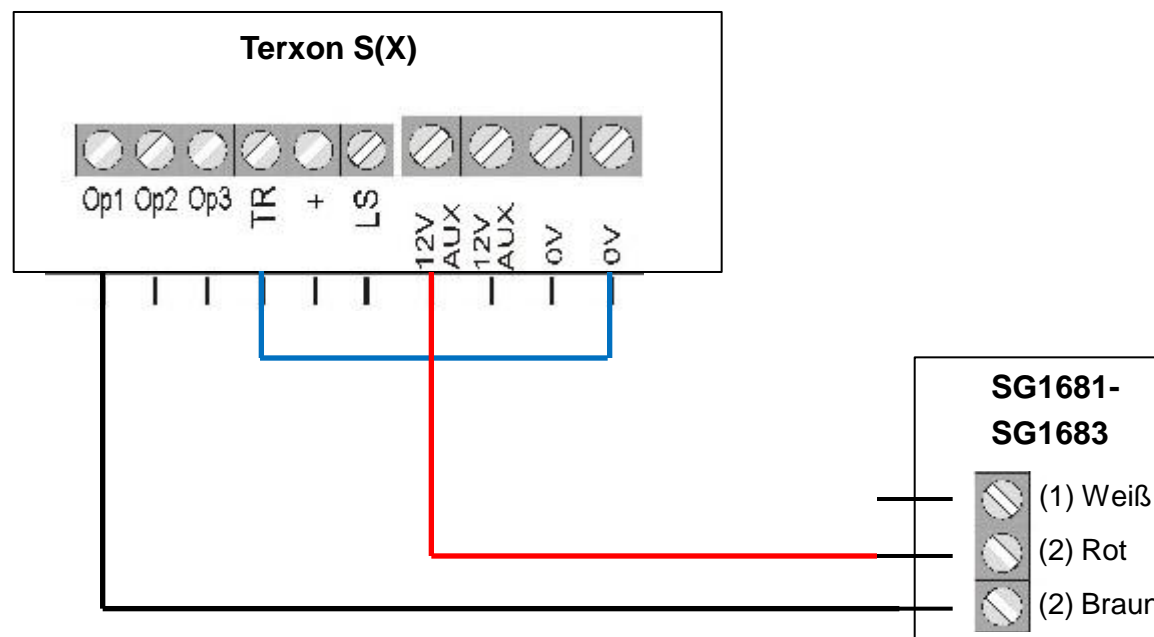 Terxon S(X)
Op1 Op2 Op3 TR + LS 12V AUX 12V AUX 0V 0V
SG1681-
SG1683
(1) Weiß
(2) Rot
(2) Braun